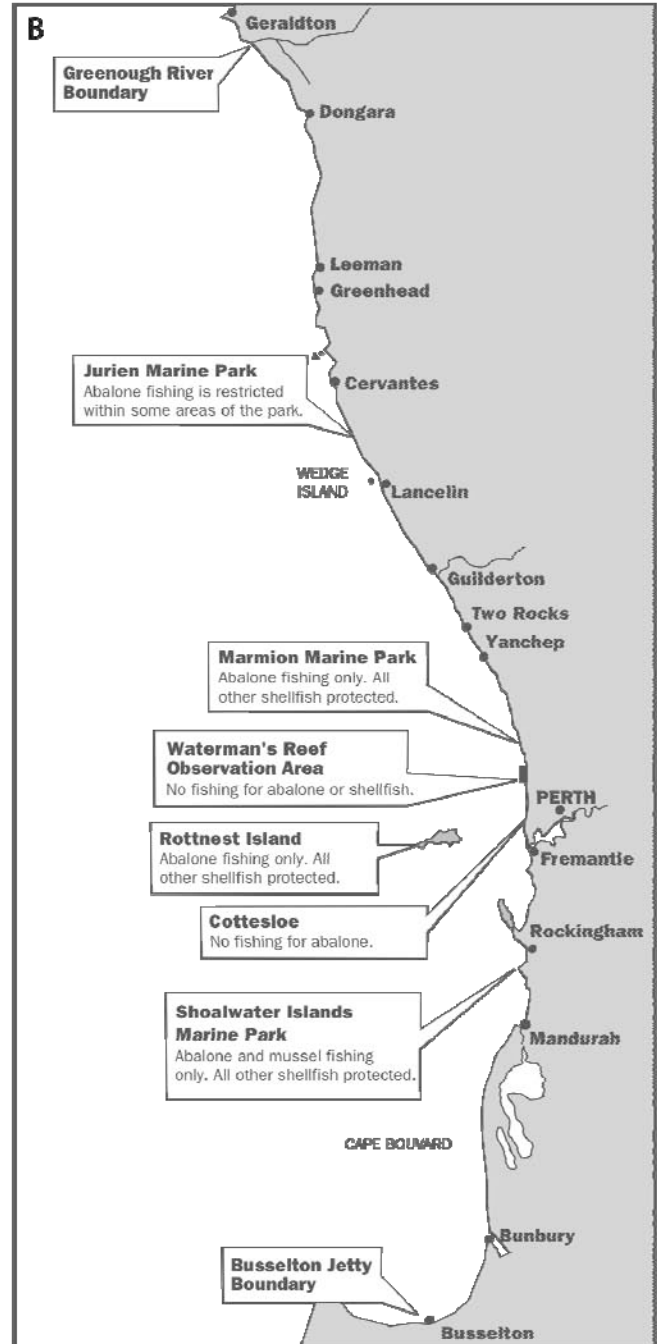 B
Geraldton
Greenough River
Boundary
Dongara
Leeman
Greenhead
Jurien Marine Park
Abalone fishing is restricted
within some areas of the park.
Cervantes
WEDGE
ISLAND
Lancelin
Guilderton
Two Rocks
Yanchep
Marmion Marine Park
Abalone fishing only. All
other shellfish protected.
Waterman's Reef
Observation Area
No fishing for abalone or shellfish.
PERTH
Rottnest Island
Abalone fishing only. All
other shellfish protected.
Fremantle
Cottesloe
No fishing for abalone.
Rockingham
Shoalwater Islands
Marine Park
Abalone and mussel fishing
only. All other shellfish protected.
Mandurah
CAPE BOUVARD
Bunbury
Busselton Jetty
Boundary
Busselton